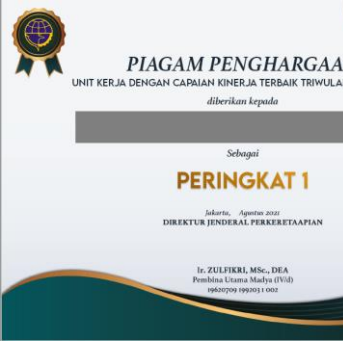 PIAGAM PENGHARGAA
UNIT KERJA DENGAN CAPAIAN KINERJA TERBAIK TRIWULA
diberikan kepada
Sebagai
PERINGKAT 1
Jakarta, Agustus 2021
DIREKTUR JENDERAL PERKERETAAPIAN
Ir. ZULFIKRI, MSc., DEA
Pembina Utama Madya (IV/d)
19620709 199203 1 002